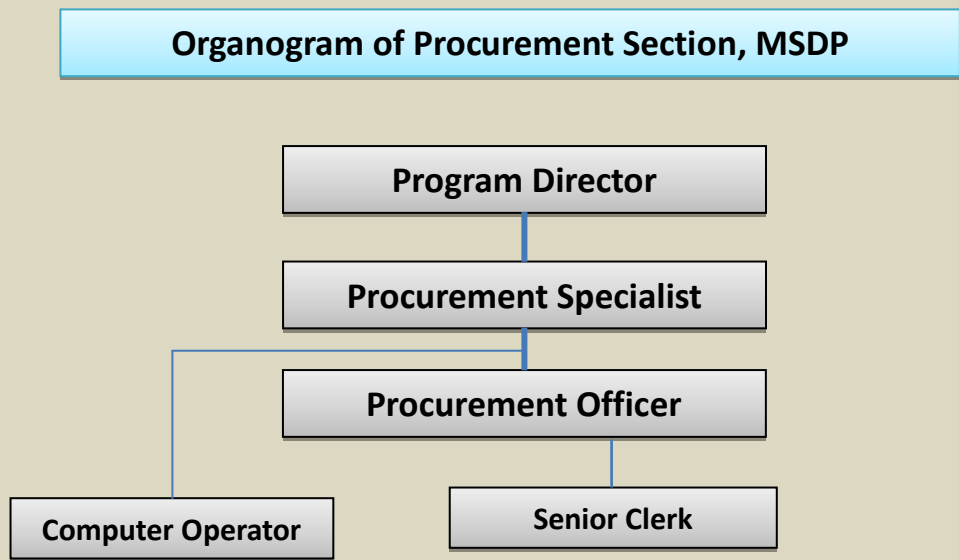 Organogram of Procurement Section, MSDP
Program Director
Procurement Specialist
Procurement Officer
Computer Operator
Senior Clerk